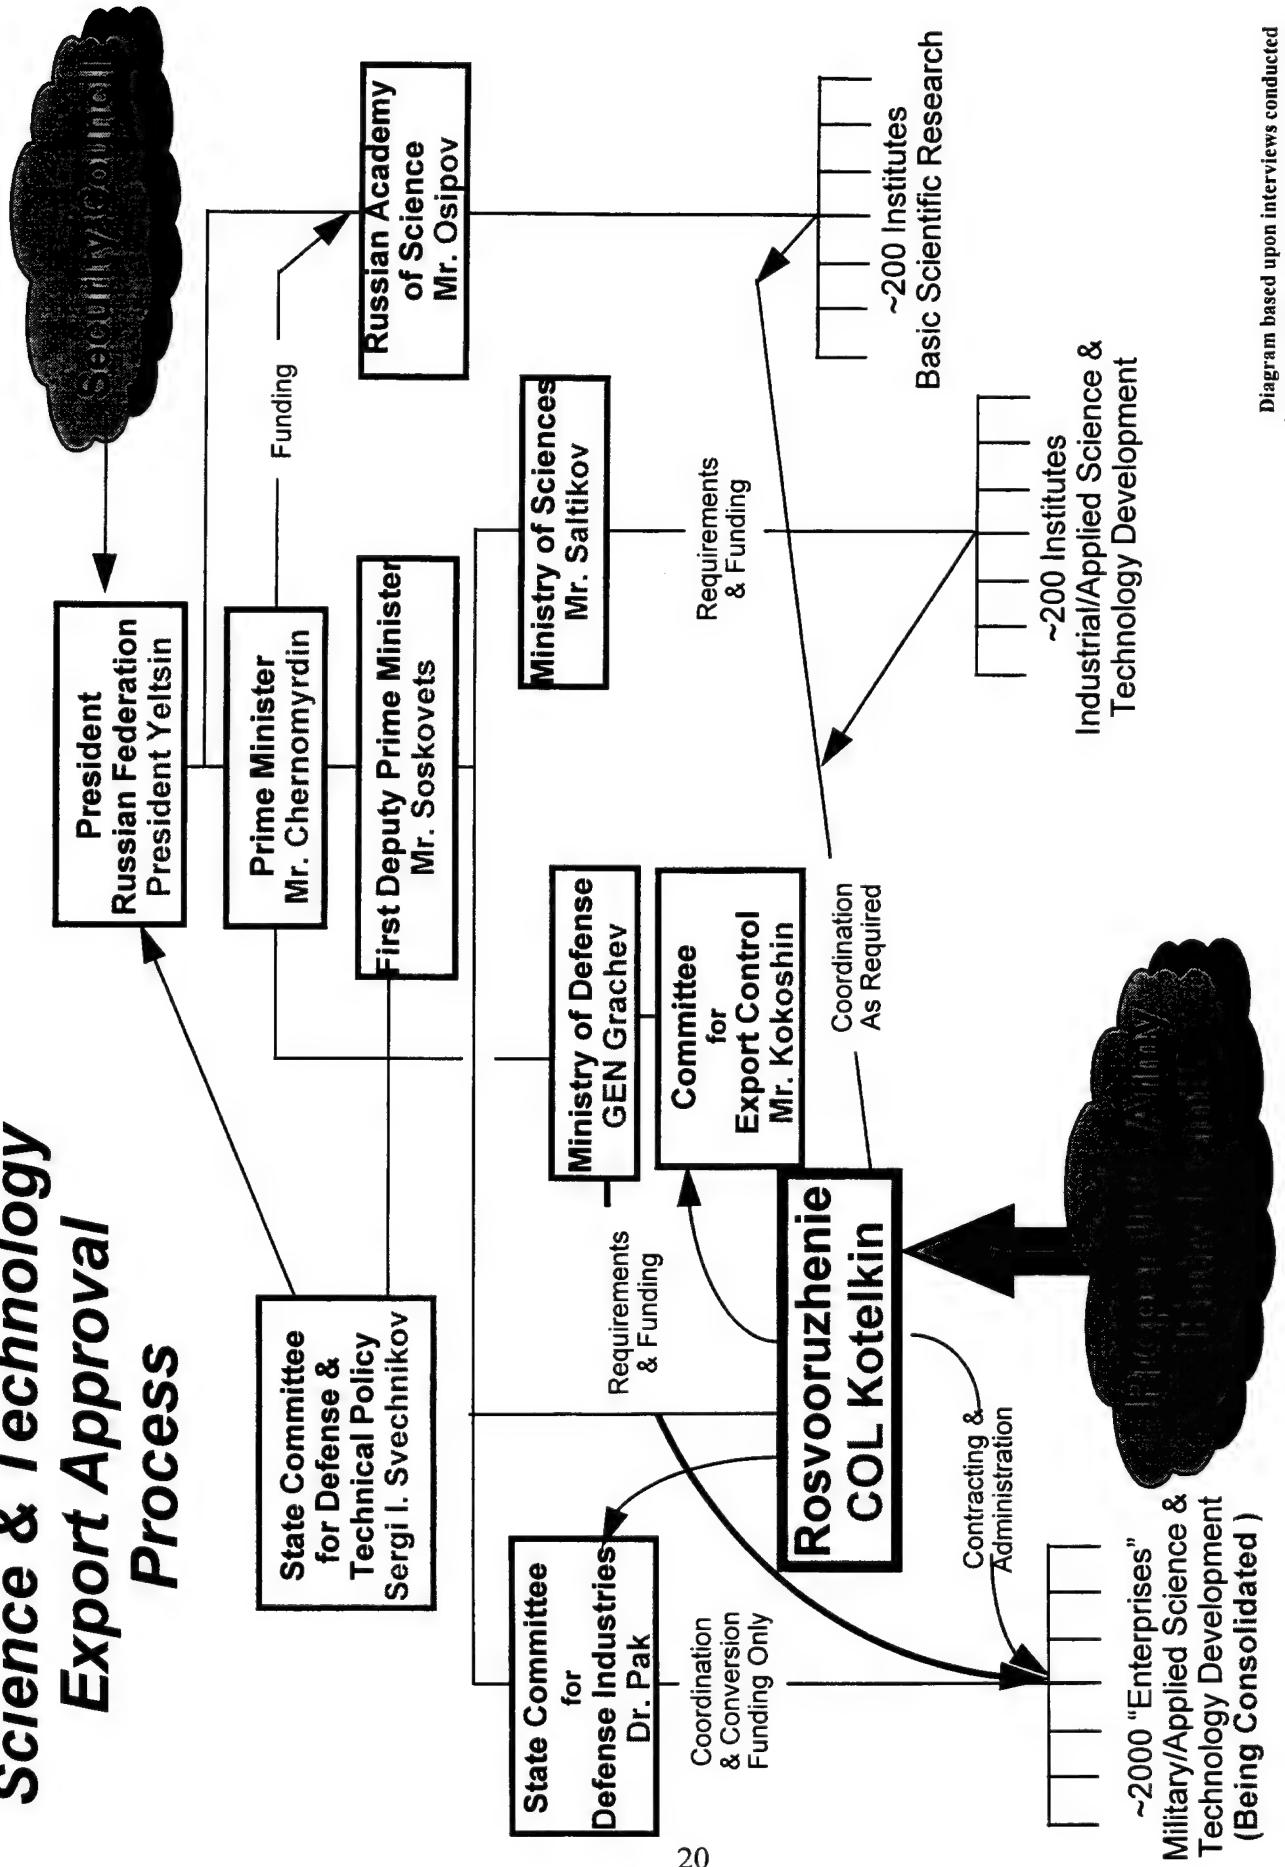 Science & Technology
Export Approval
Process
Security Council
President
Russian Federation
President Yeltsin
Prime Minister
Mr. Chernomyrdin
Funding
First Deputy Prime Minister
Mr. Soskovets
Russian Academy
of Science
Mr. Osipov
State Committee
for Defense &
Technical Policy
Sergi I. Svechnikov
Ministry of Sciences
Mr. Saltikov
Ministry of Defense
GEN Grachev
Committee
for
Export Control
Mr. Kokoshin
Requirements
& Funding
Requirements
& Funding
State Committee
for
Defense Industries
Dr. Pak
Coordination
& Conversion
Funding Only
Rosvooruzhenie
COL Kotelkin
Coordination
As Required
Contracting &
Administration
~200 Institutes
Basic Scientific Research
~200 Institutes
Industrial/Applied Science &
Technology Development
~2000 “Enterprises”
Military/Applied Science &
Technology Development
(Being Consolidated )
Army
Diagram based upon interviews conducted
20